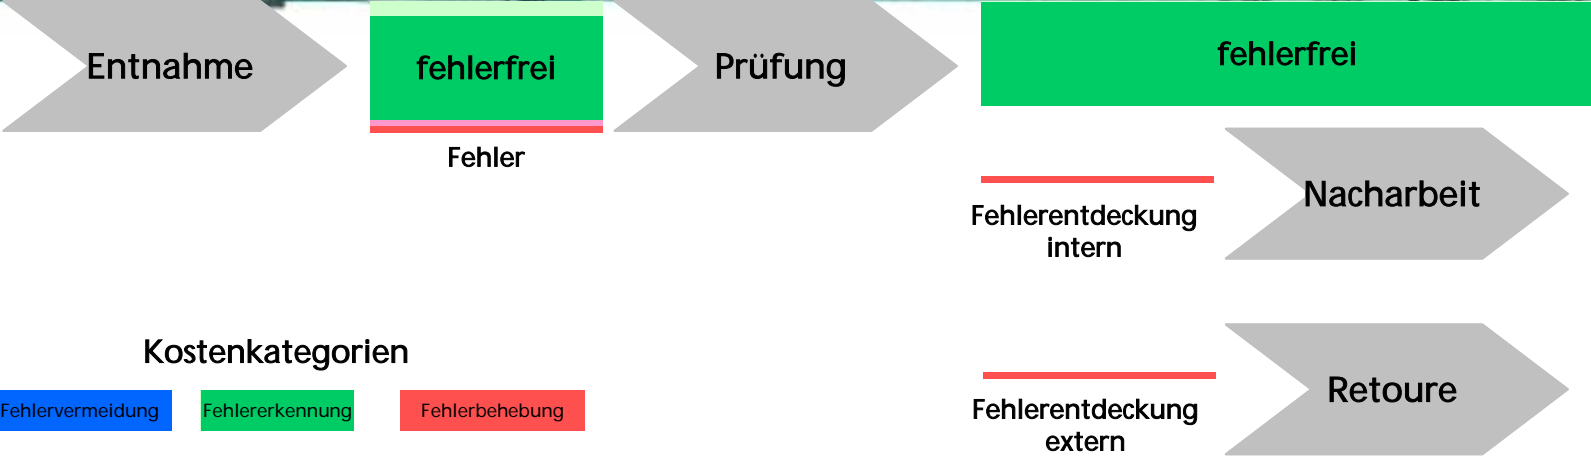 Entnahme
fehlerfrei
Prüfung
fehlerfrei
Fehler
Nacharbeit
Fehlerentdeckung
intern
Kostenkategorien
Fehlervermeidung
Fehlererkennung
Fehlerbehebung
Retoure
Fehlerentdeckung
extern